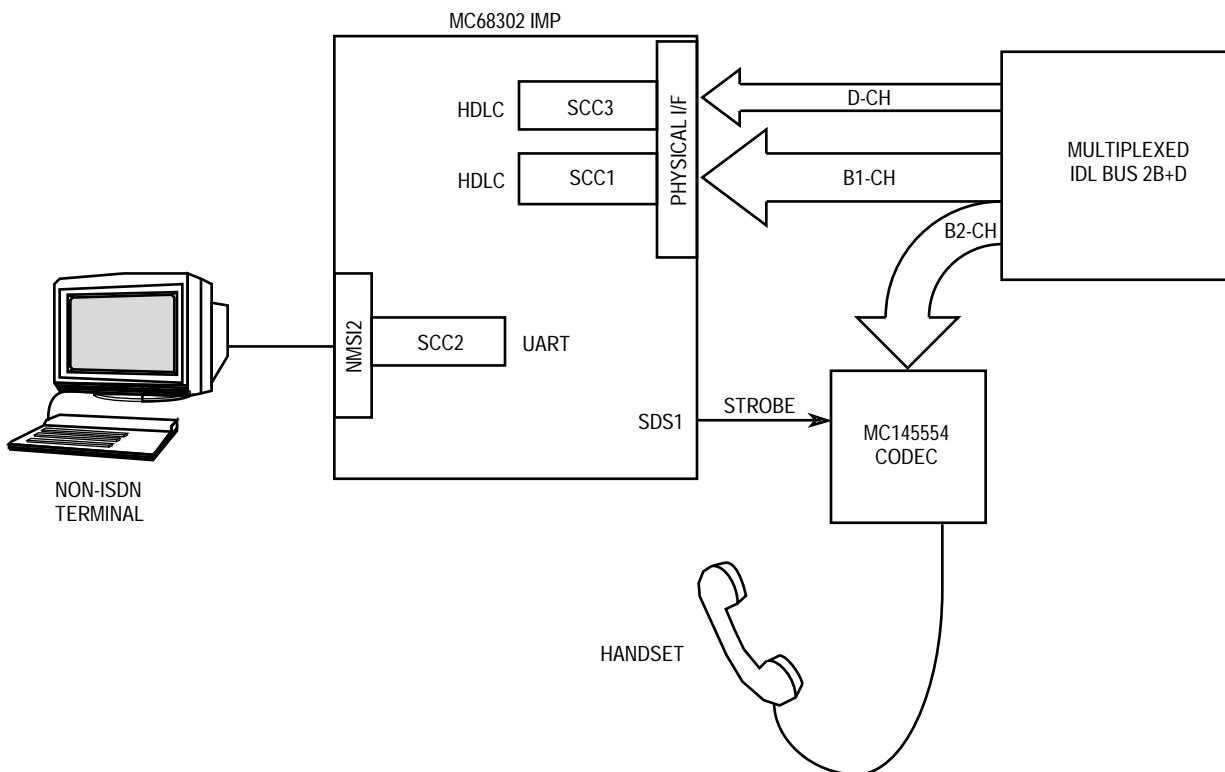 MC68302 IMP
HDLC
SCC3
D-CH
HDLC
SCC1
PHYSICAL I/F
B1-CH
MULTIPLEXED
IDL BUS 2B+D
B2-CH
NMSI2
SCC2
UART
SDS1
STROBE
MC145554
CODEC
NON-ISDN
TERMINAL
HANDSET